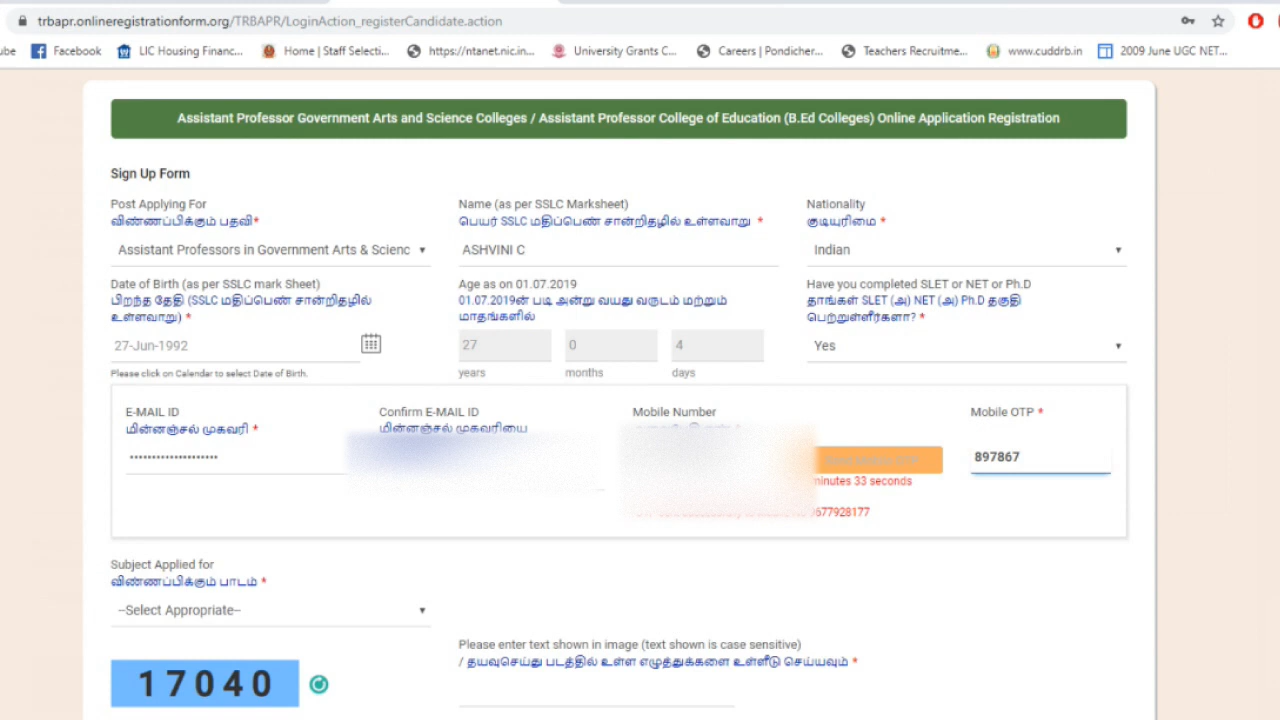 trbapr.onlineregistrationform.org/TRBAPR/LoginAction_registerCandidate.action
ube Facebook LIC Housing Financ... Home | Staff Selecti... https://ntanet.nic.in... University Grants C... Careers | Pondicher... Teachers Recruitme... www.cuddrb.in 2009 June UGC NET...
Assistant Professor Government Arts and Science Colleges / Assistant Professor College of Education (B.Ed Colleges) Online Application Registration
Sign Up Form
Post Applying For Name (as per SSLC Marksheet) Nationality
விண்ணப்பிக்கும் பதவி* பெயர் SSLC மதிப்பெண் சான்றிதழில் உள்ளவாறு * குடியுரிமை *
Assistant Professors in Government Arts & Scienc ASHVINI C Indian
Date of Birth (as per SSLC mark Sheet) Age as on 01.07.2019 Have you completed SLET or NET or Ph.D
பிறந்த தேதி (SSLC மதிப்பெண் சான்றிதழில் 01.07.2019ன் படி அன்று வயது வருடம் மற்றும் தாங்கள் SLET (அ) NET (அ) Ph.D தகுதி
உள்ளவாறு) * மாதங்களில் பெற்றுள்ளீர்களா? *
27-Jun-1992 27 0 4 Yes
Please click on Calendar to select Date of Birth. years months days
E-MAIL ID Confirm E-MAIL ID Mobile Number Mobile OTP *
மின்னஞ்சல் முகவரி * மின்னஞ்சல் முகவரியை
897867
minutes 33 seconds
677928177
Subject Applied for
விண்ணப்பிக்கும் பாடம் *
--Select Appropriate--
Please enter text shown in image (text shown is case sensitive)
/ தயவுசெய்து படத்தில் உள்ள எழுத்துக்களை உள்ளீடு செய்யவும் *
17040